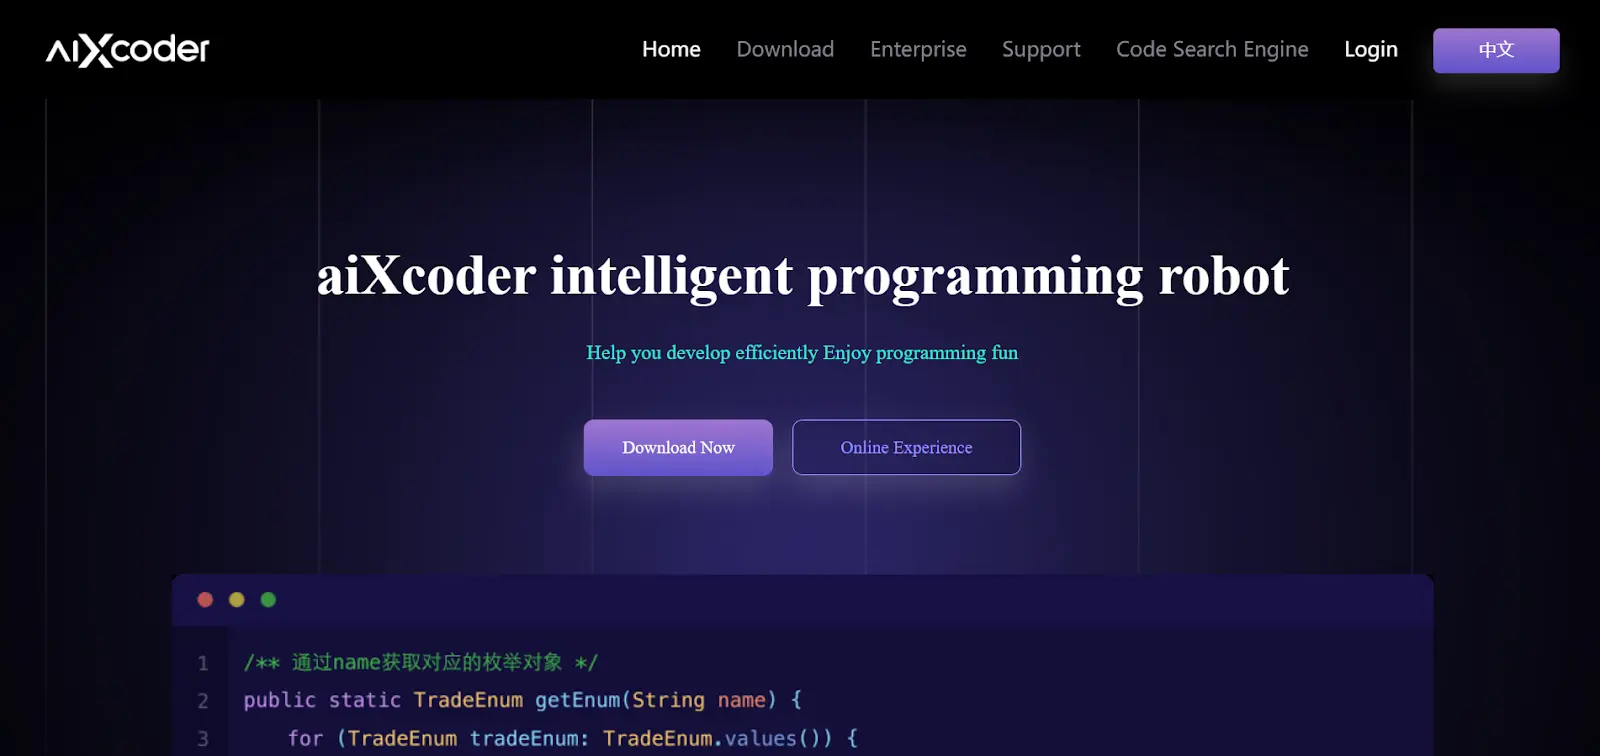 aiXcoder
Home Download Enterprise Support Code Search Engine Login 中文
aiXcoder intelligent programming robot
Help you develop efficiently Enjoy programming fun
Download Now Online Experience
1 /** 通过name获取对应的枚举对象 */
2 public static TradeEnum getEnum(String name) {
3 for (TradeEnum tradeEnum: TradeEnum.values()) {